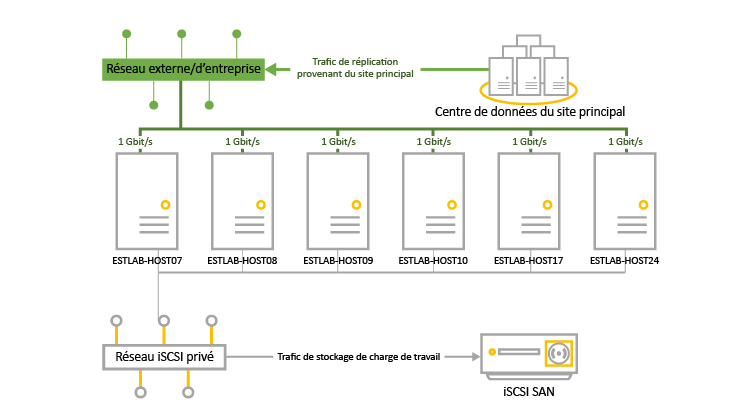 Réseau externe/d'entreprise
Trafic de réplication
provenant du site principal
Centre de données du site principal
1 Gbit/s
1 Gbit/s
1 Gbit/s
1 Gbit/s
1 Gbit/s
1 Gbit/s
ESTLAB-HOST07
ESTLAB-HOST08
ESTLAB-HOST09
ESTLAB-HOST10
ESTLAB-HOST17
ESTLAB-HOST24
Réseau iSCSI privé
Trafic de stockage de charge de travail
iSCSI SAN